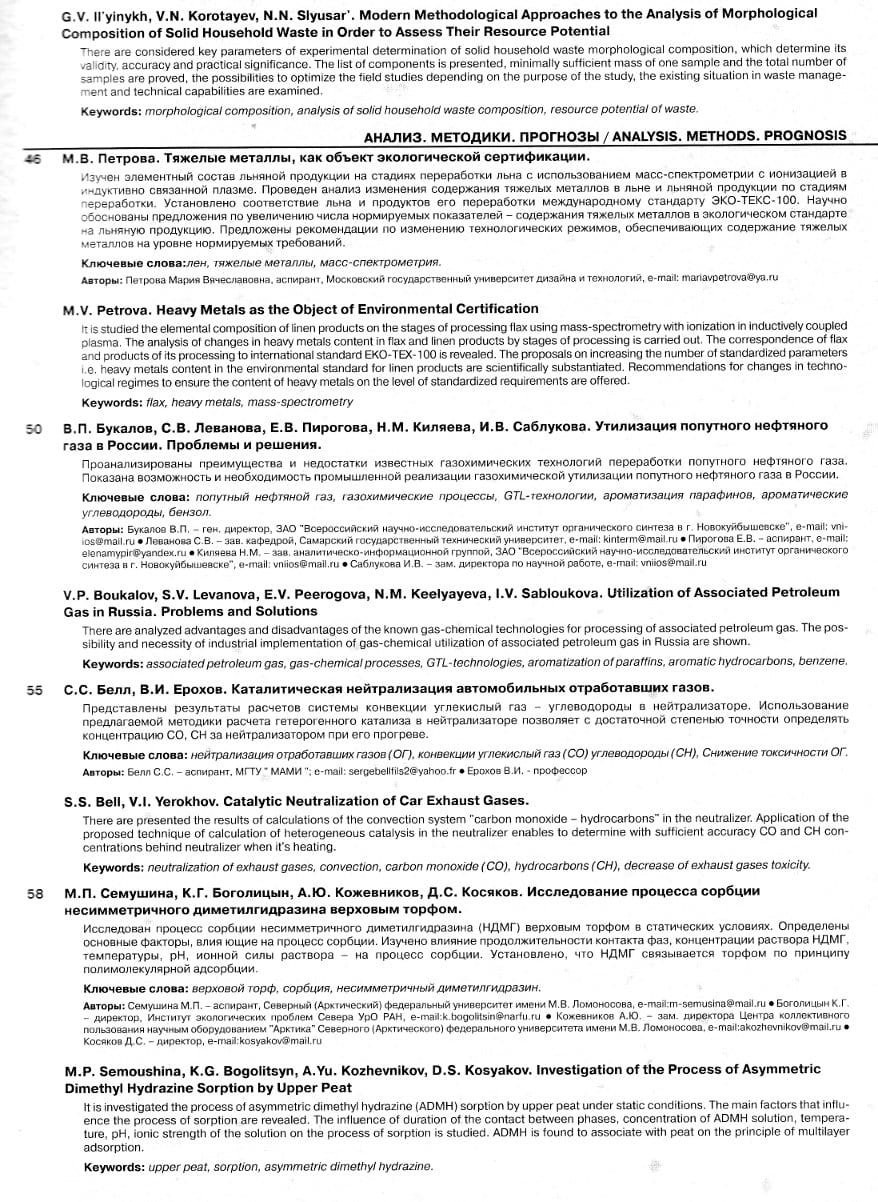 G.V. Il'yinykh, V.N. Korotayev, N.N. Slyusar'. Modern Methodological Approaches to the Analysis of Morphological
Composition of Solid Household Waste in Order to Assess Their Resource Potential
There are considered key parameters of experimental determination of solid household waste morphological composition, which determine its
validity, accuracy and practical significance. The list of components is presented, minimally sufficient mass of one sample and the total number of
samples are proved, the possibilities to optimize the field studies depending on the purpose of the study, the existing situation in waste manage-
ment and technical capabilities are examined.
Keywords: morphological composition, analysis of solid household waste composition, resource potential of waste.
АНАЛИЗ. МЕТОДИКИ. ПРОГНОЗЫ / ANALYSIS. METHODS. PROGNOSIS
46 М.В. Петрова. Тяжелые металлы, как объект экологической сертификации.
Изучен элементный состав льняной продукции на стадиях переработки льна с использованием масс-спектрометрии с ионизацией в
индуктивно связанной плазме. Проведен анализ изменения содержания тяжелых металлов в льне и льняной продукции по стадиям
переработки. Установлено соответствие льна и продуктов его переработки международному стандарту ЭКО-ТЕКС-100. Научно
обоснованы предложения по увеличению числа нормируемых показателей – содержания тяжелых металлов в экологическом стандарте
на льняную продукцию. Предложены рекомендации по изменению технологических режимов, обеспечивающих содержание тяжелых
металлов на уровне нормируемых требований.
Ключевые слова:лен, тяжелые металлы, масс-спектрометрия.
Авторы: Петрова Мария Вячеславовна, аспирант, Московский государственный университет дизайна и технологий, e-mail: mariavpetrova@ya.ru
M.V. Petrova. Heavy Metals as the Object of Environmental Certification
It is studied the elemental composition of linen products on the stages of processing flax using mass-spectrometry with ionization in inductively coupled
plasma. The analysis of changes in heavy metals content in flax and linen products by stages of processing is carried out. The correspondence of flax
and products of its processing to international standard EKO-TEX-100 is revealed. The proposals on increasing the number of standardized parameters
i.e. heavy metals content in the environmental standard for linen products are scientifically substantiated. Recommendations for changes in techno-
logical regimes to ensure the content of heavy metals on the level of standardized requirements are offered.
Keywords: flax, heavy metals, mass-spectrometry
50 В.П. Букалов, С.В. Леванова, Е.В. Пирогова, Н.М. Киляева, И.В. Саблукова. Утилизация попутного нефтяного
газа в России. Проблемы и решения.
Проанализированы преимущества и недостатки известных газохимических технологий переработки попутного нефтяного газа.
Показана возможность и необходимость промышленной реализации газохимической утилизации попутного нефтяного газа в России.
Ключевые слова: попутный нефтяной газ, газохимические процессы, GTL-технологии, ароматизация парафинов, ароматические
углеводороды, бензол.
Авторы: Букалов В.П. – ген. директор, ЗАО "Всероссийский научно-исследовательский институт органического синтеза в г. Новокуйбышевске", e-mail: vni-
ios@mail.ru ● Леванова С.В. – зав. кафедрой, Самарский государственный технический университет, e-mail: kinterm@mail.ru ● Пирогова Е.В. – аспирант, e-mail:
elenamypir@yandex.ru ● Киляева Н.М. – зав. аналитическо-информационной группой, ЗАО "Всероссийский научно-исследовательский институт органического
синтеза в г. Новокуйбышевске", e-mail: vniios@mail.ru ● Саблукова И.В. – зам. директора по научной работе, e-mail: vniios@mail.ru
V.P. Boukalov, S.V. Levanova, E.V. Peerogova, N.M. Keelyayeva, I.V. Sabloukova. Utilization of Associated Petroleum
Gas in Russia. Problems and Solutions
There are analyzed advantages and disadvantages of the known gas-chemical technologies for processing of associated petroleum gas. The pos-
sibility and necessity of industrial implementation of gas-chemical utilization of associated petroleum gas in Russia are shown.
Keywords: associated petroleum gas, gas-chemical processes, GTL-technologies, aromatization of paraffins, aromatic hydrocarbons, benzene.
55 С.С. Белл, В.И. Ерохов. Каталитическая нейтрализация автомобильных отработавших газов.
Представлены результаты расчетов системы конвекции углекислый газ – углеводороды в нейтрализаторе. Использование
предлагаемой методики расчета гетерогенного катализа в нейтрализаторе позволяет с достаточной степенью точности определять
концентрацию CO, CH за нейтрализатором при его прогреве.
Ключевые слова: нейтрализация отработавших газов (ОГ), конвекции углекислый газ (CO) углеводороды (CH), Снижение токсичности ОГ.
Авторы: Белл С.С. – аспирант, МГТУ " МАМИ "; e-mail: sergebellfils2@yahoo.fr ● Ерохов В.И. - профессор
S.S. Bell, V.I. Yerokhov. Catalytic Neutralization of Car Exhaust Gases.
There are presented the results of calculations of the convection system "carbon monoxide – hydrocarbons" in the neutralizer. Application of the
proposed technique of calculation of heterogeneous catalysis in the neutralizer enables to determine with sufficient accuracy CO and CH con-
centrations behind neutralizer when it's heating.
Keywords: neutralization of exhaust gases, convection, carbon monoxide (CO), hydrocarbons (CH), decrease of exhaust gases toxicity.
58 М.П. Семушина, К.Г. Боголицын, А.Ю. Кожевников, Д.С. Косяков. Исследование процесса сорбции
несимметричного диметилгидразина верховым торфом.
Исследован процесс сорбции несимметричного диметилгидразина (НДМГ) верховым торфом в статических условиях. Определены
основные факторы, влия ющие на процесс сорбции. Изучено влияние продолжительности контакта фаз, концентрации раствора НДМГ,
температуры, pH, ионной силы раствора – на процесс сорбции. Установлено, что НДМГ связывается торфом по принципу
полимолекулярной адсорбции.
Ключевые слова: верховой торф, сорбция, несимметричный диметилгидразин.
Авторы: Семушина М.П. – аспирант, Северный (Арктический) федеральный университет имени М.В. Ломоносова, e-mail:m-semusina@mail.ru ● Боголицын К.Г.
– директор, Институт экологических проблем Севера УрО РАН, e-mail:k.bogolitsin@narfu.ru ● Кожевников А.Ю. – зам. директора Центра коллективного
пользования научным оборудованием "Арктика" Северного (Арктического) федерального университета имени М.В. Ломоносова, e-mail:akozhevnikov@mail.ru ●
Косяков Д.С. – директор, e-mail:kosyakov@mail.ru
M.P. Semoushina, K.G. Bogolitsyn, A.Yu. Kozhevnikov, D.S. Kosyakov. Investigation of the Process of Asymmetric
Dimethyl Hydrazine Sorption by Upper Peat
It is investigated the process of asymmetric dimethyl hydrazine (ADMH) sorption by upper peat under static conditions. The main factors that influ-
ence the process of sorption are revealed. The influence of duration of the contact between phases, concentration of ADMH solution, tempera-
ture, pH, ionic strength of the solution on the process of sorption is studied. ADMH is found to associate with peat on the principle of multilayer
adsorption.
Keywords: upper peat, sorption, asymmetric dimethyl hydrazine.